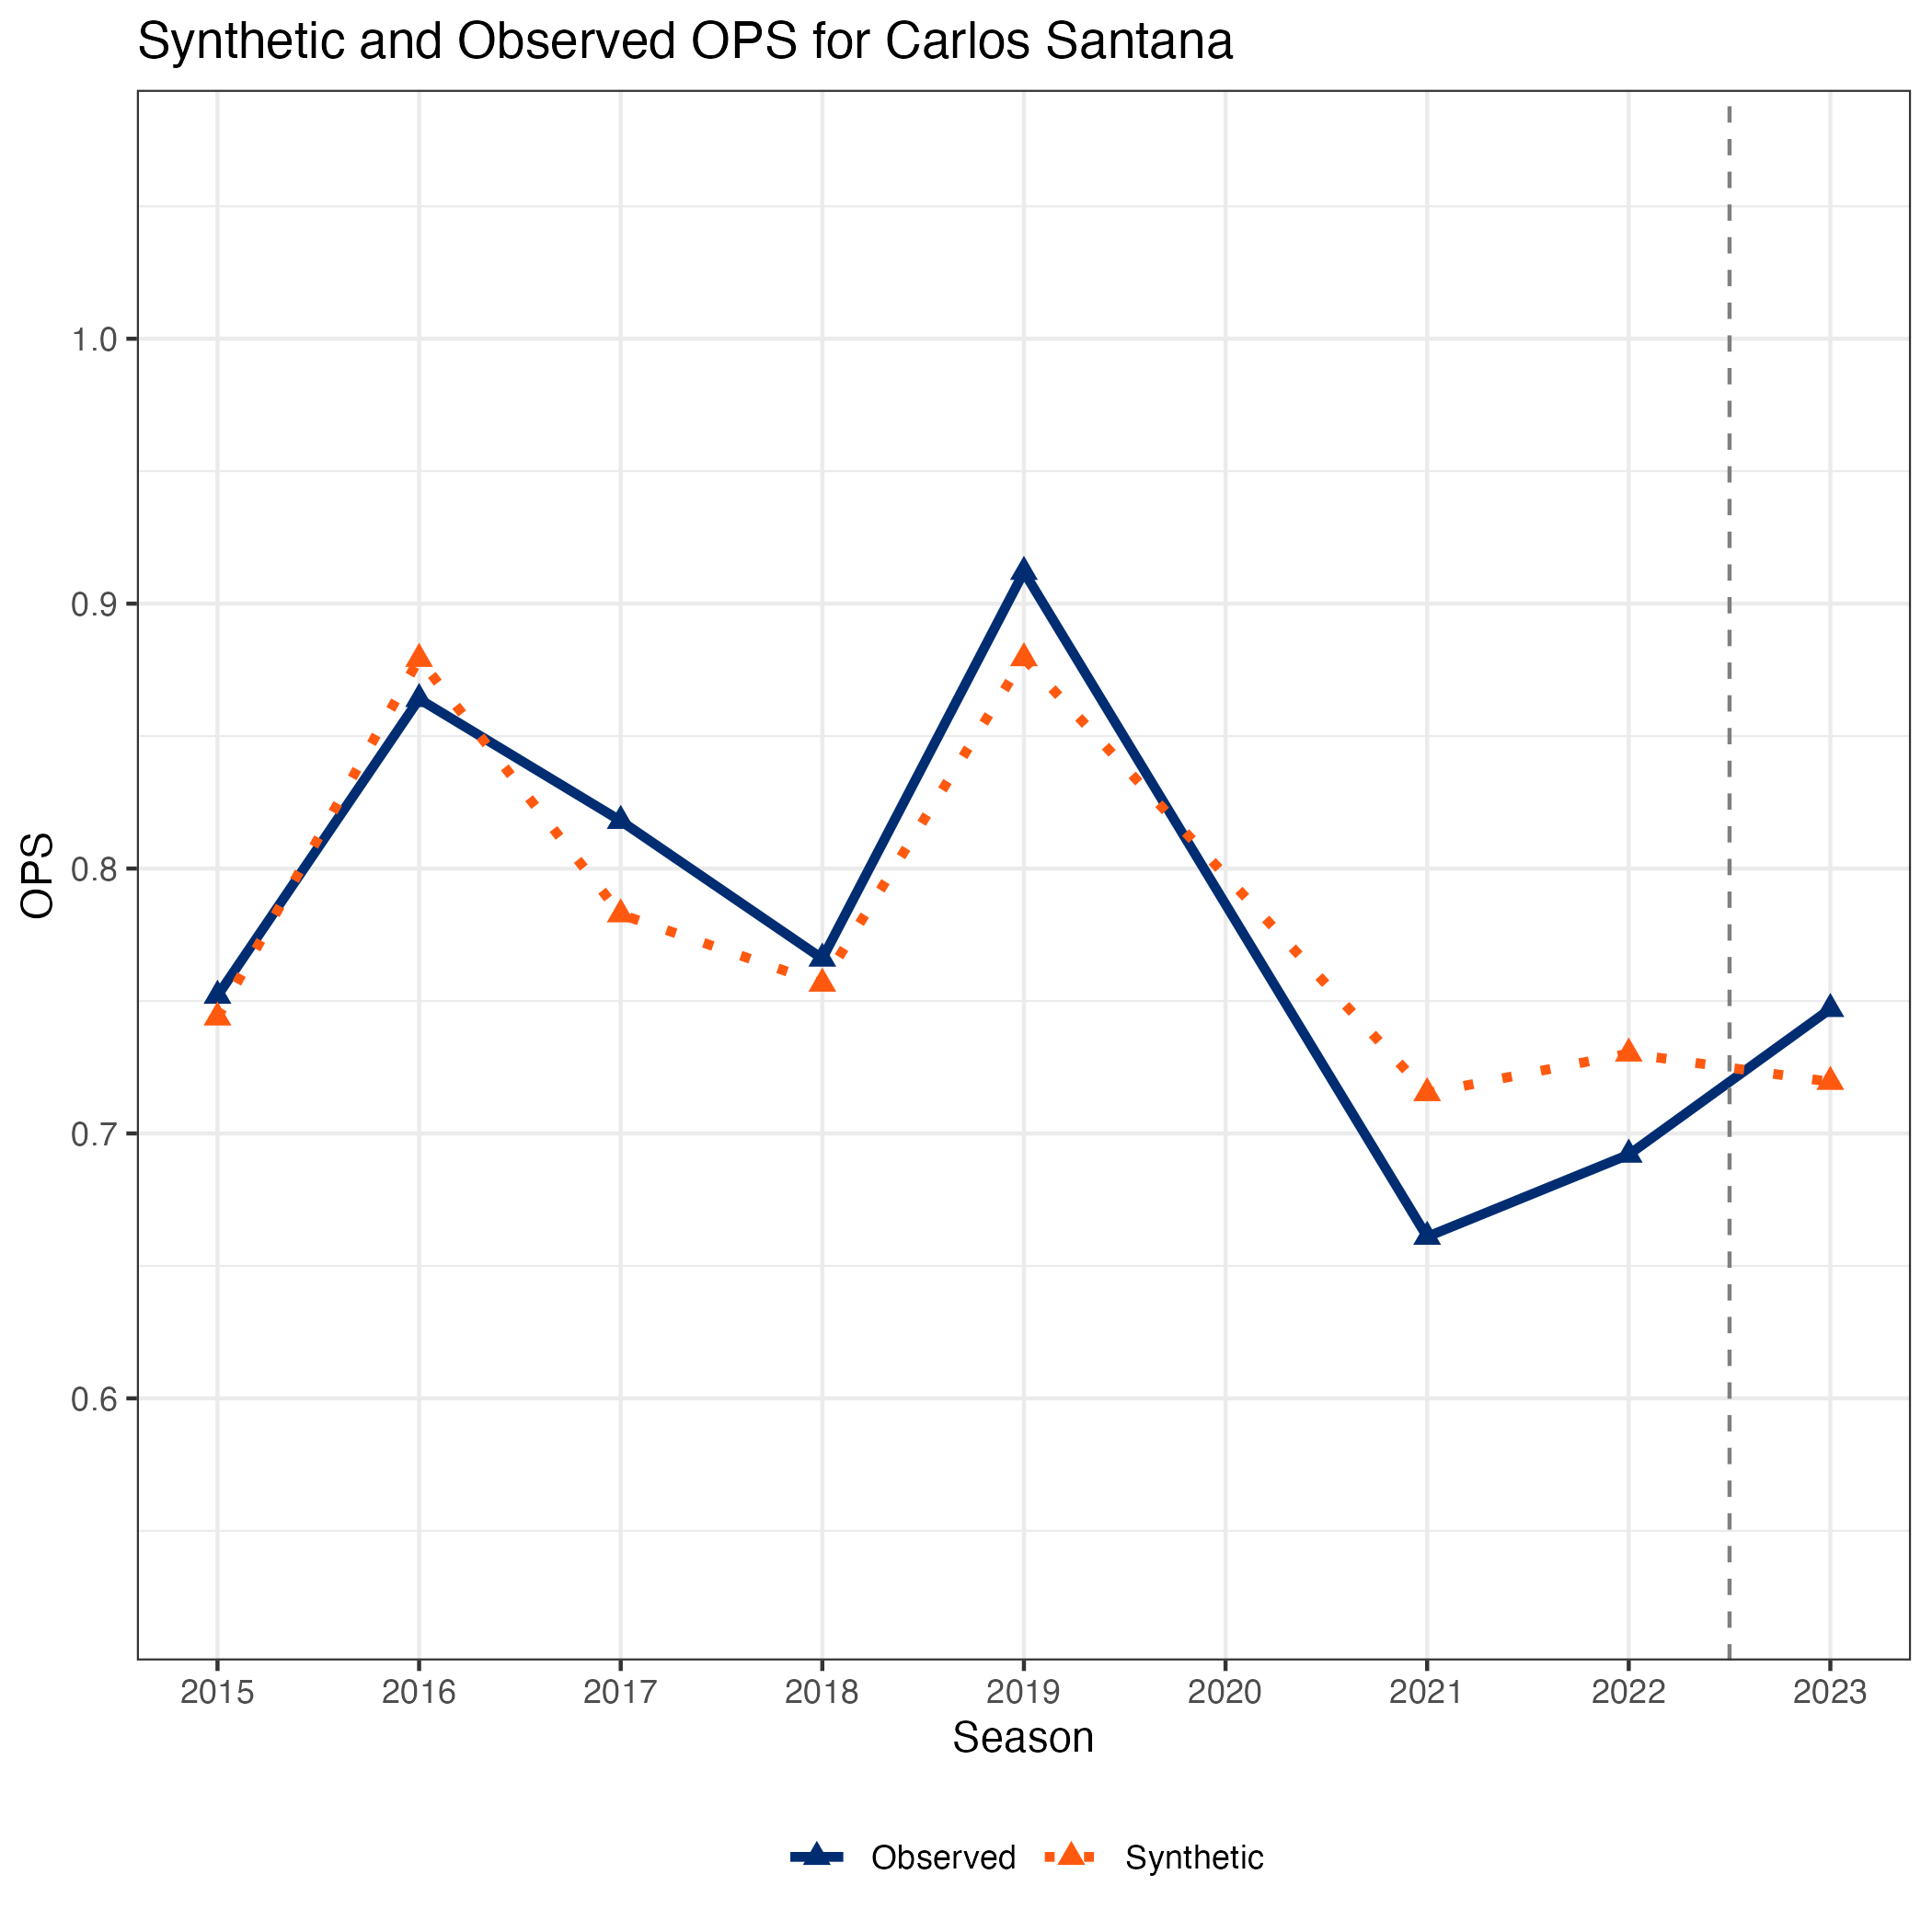 Synthetic and Observed OPS for Carlos Santana
OPS
1.0
0.9
0.8
0.7
0.6
2015 2016 2017 2018 2019 2020 2021 2022 2023
Season
Observed Synthetic